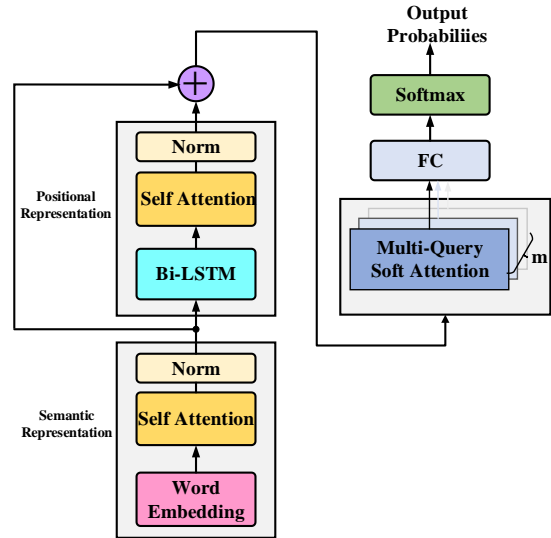 Output
Probabiliies
Softmax
FC
Multi-Query
Soft Attention
m
Norm
Self Attention
Bi-LSTM
Positional
Representation
Norm
Self Attention
Word
Embedding
Semantic
Representation